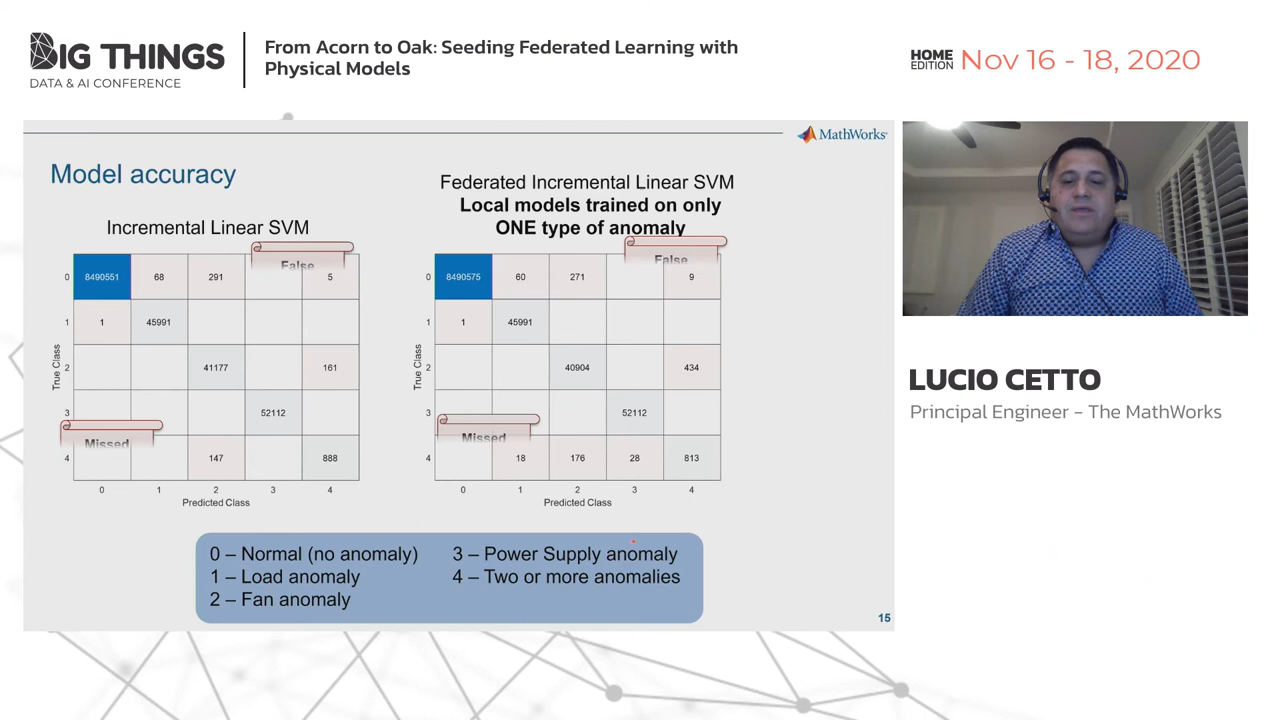 BIG THINGS
DATA & AI CONFERENCE
From Acorn to Oak: Seeding Federated Learning with
Physical Models
HOME
EDITION
Nov 16 - 18, 2020
MathWorks
Model accuracy
Incremental Linear SVM
False
0 8490551 68 291 5
1 1 45991
2 41177 161
3 52112
Missed
4 147 888
True Class
0 1 2 3 4
Predicted Class
Federated Incremental Linear SVM
Local models trained on only
ONE type of anomaly
False
0 8490575 60 271 9
1 1 45991
2 40904 434
3 52112
Missed
4 18 176 28 813
True Class
0 1 2 3 4
Predicted Class
0 – Normal (no anomaly)
1 – Load anomaly
2 – Fan anomaly
3 – Power Supply anomaly
4 – Two or more anomalies
15
LUCIO CETTO
Principal Engineer - The MathWorks